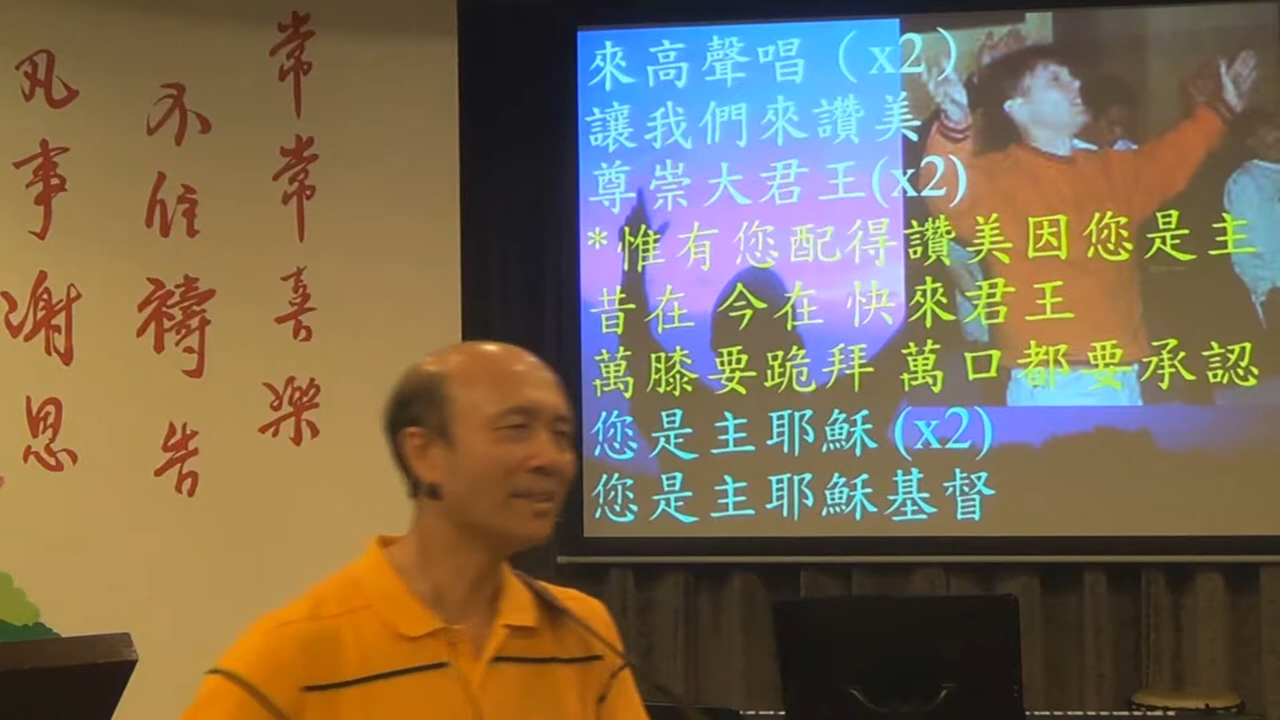 常常喜樂
不住禱告
凡事謝恩
來高聲唱（x2）
讓我們來讚美
尊崇大君王(x2)
*惟有您配得讚美因您是主
昔在 今在 快來君王
萬膝要跪拜 萬口都要承認
您是主耶穌(x2)
您是主耶穌基督